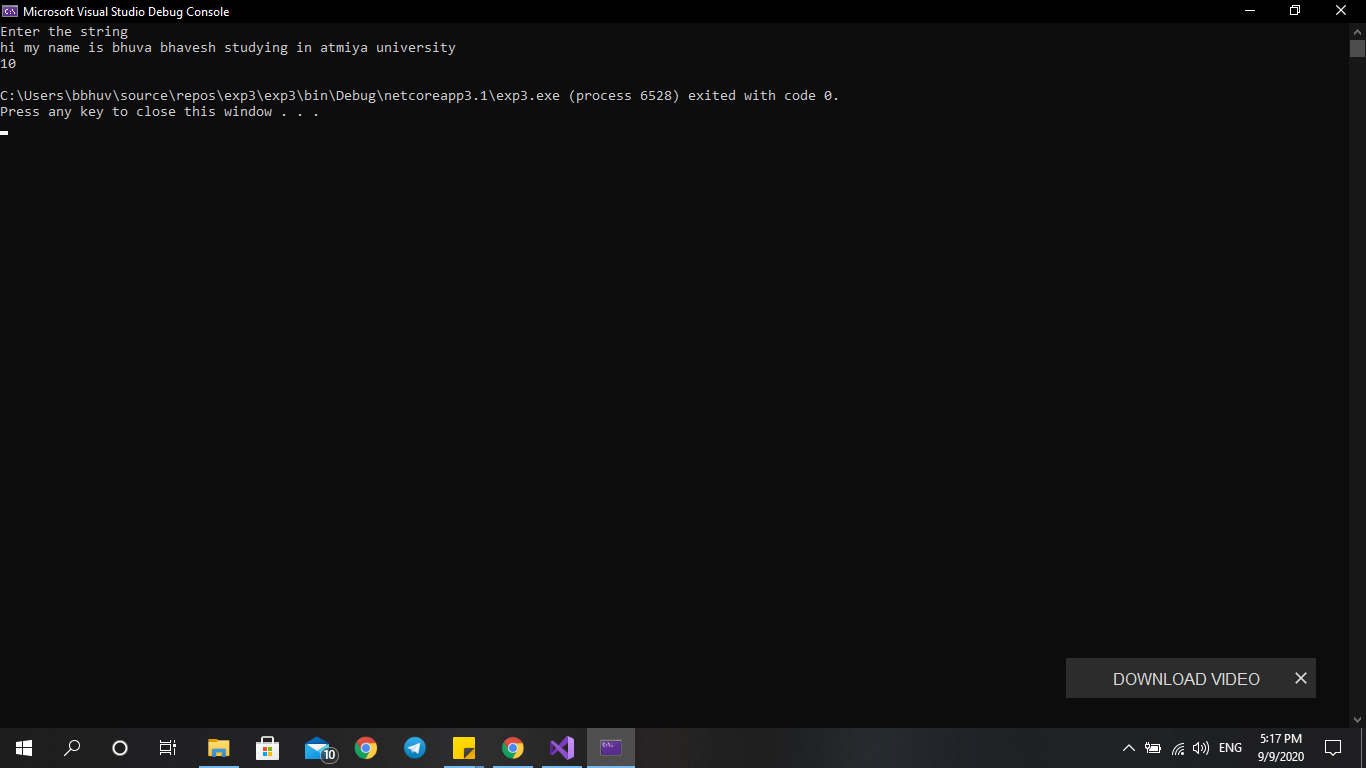 Microsoft Visual Studio Debug Console
Enter the string
hi my name is bhuva bhavesh studying in atmiya university
10
C:\Users\bbhuv\source\repos\exp3\exp3\bin\Debug\netcoreapp3.1\exp3.exe (process 6528) exited with code 0.
Press any key to close this window . . .
DOWNLOAD VIDEO
10
ENG
5:17 PM
9/9/2020